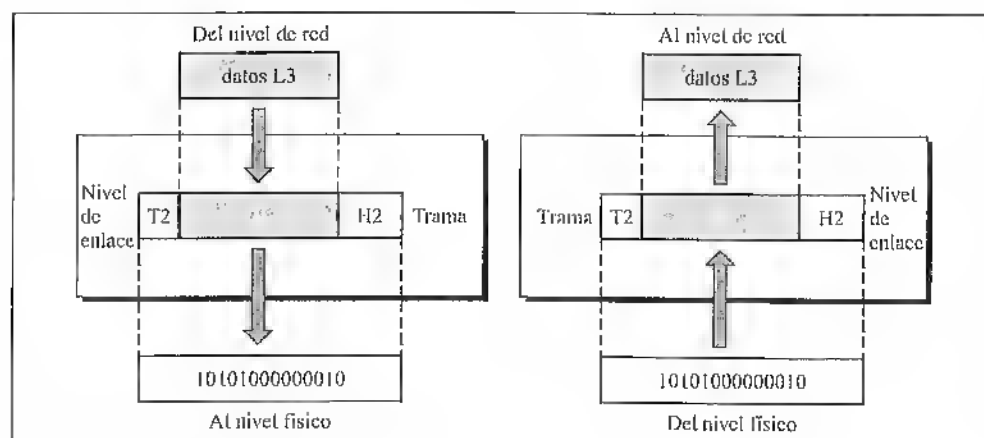 Del nivel de red
datos L3
Nivel
de
enlace
T2
H2
Trama
10101000000010
Al nivel físico
Al nivel de red
datos L3
Trama
T2
H2
Nivel
de
enlace
10101000000010
Del nivel físico